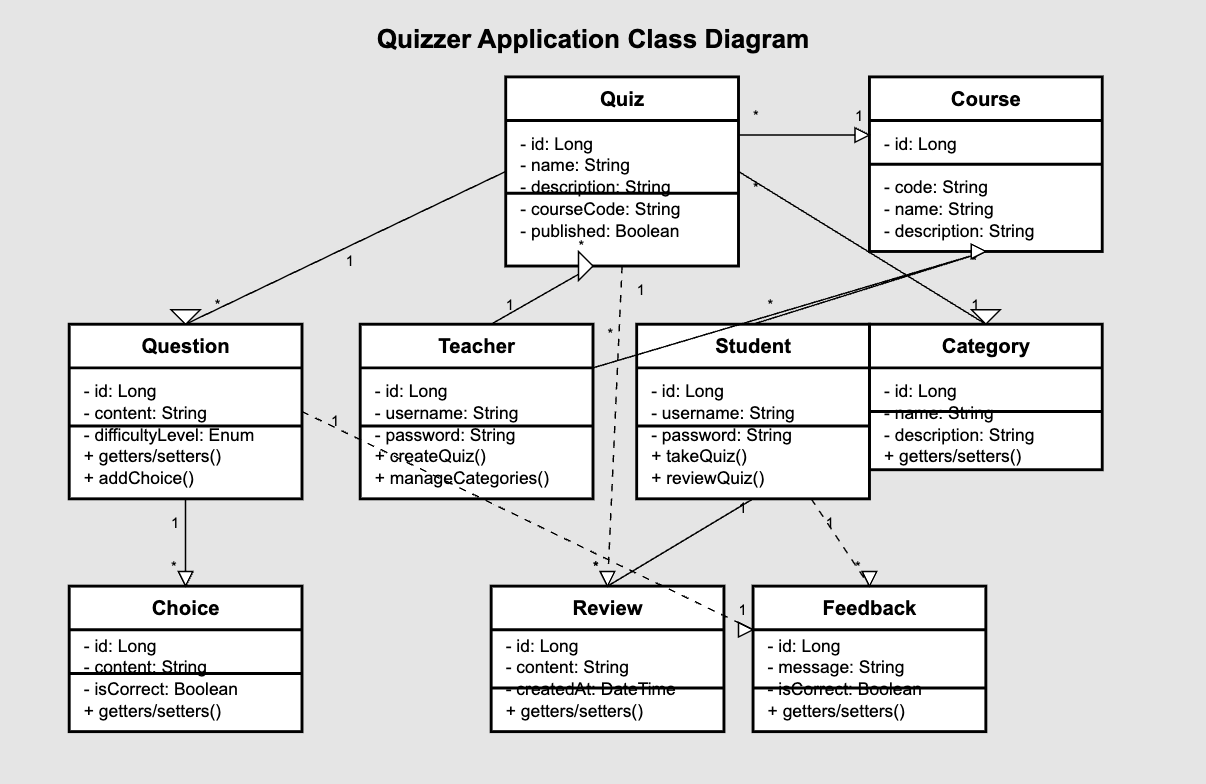 Quizzer Application Class Diagram
Quiz
- id: Long
- name: String
- description: String
- courseCode: String
- published: Boolean
Course
- id: Long
- code: String
- name: String
- description: String
*
1
*
1
*
*
1
1
*
*
1
Question
- id: Long
- content: String
- difficultyLevel: Enum
+ getters/setters()
+ addChoice()
Teacher
- id: Long
- username: String
- password: String
+ createQuiz()
+ manageCategories()
Student
- id: Long
- username: String
- password: String
+ takeQuiz()
+ reviewQuiz()
Category
- id: Long
- name: String
- description: String
+ getters/setters()
1
1
*
1
*
1
*
1
Choice
- id: Long
- content: String
- isCorrect: Boolean
+ getters/setters()
Review
- id: Long
- content: String
- createdAt: DateTime
+ getters/setters()
Feedback
- id: Long
- message: String
- isCorrect: Boolean
+ getters/setters()